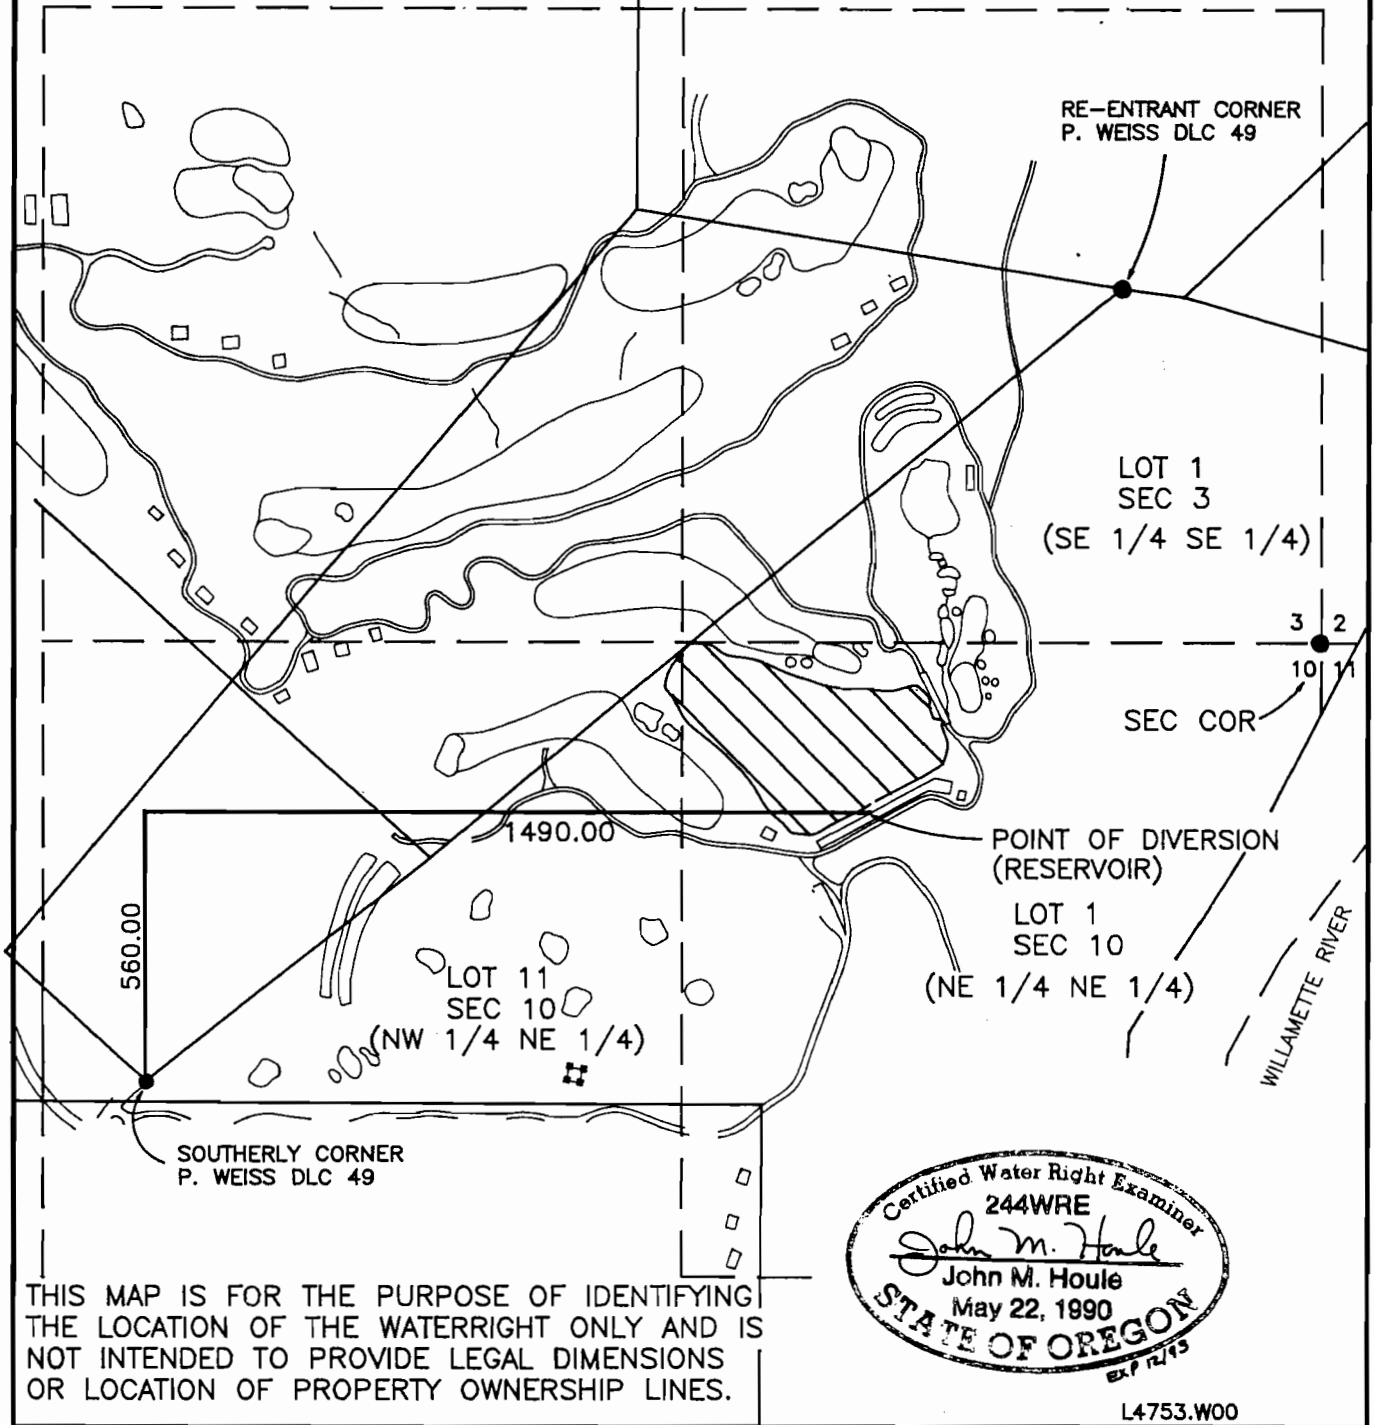 RE-ENTRANT CORNER
P. WEISS DLC 49
LOT 1
SEC 3
(SE 1/4 SE 1/4)
3 2
10 11
SEC COR
1490.00
POINT OF DIVERSION
(RESERVOIR)
560.00
LOT 1
SEC 10
(NE 1/4 NE 1/4)
WILLAMETTE RIVER
LOT 11
SEC 10
(NW 1/4 NE 1/4)
SOUTHERLY CORNER
P. WEISS DLC 49
Certified Water Right Examiner
244WRE
John M. Houle
John M. Houle
May 22, 1990
STATE OF OREGON
EXP 12/93
THIS MAP IS FOR THE PURPOSE OF IDENTIFYING
THE LOCATION OF THE WATERRIGHT ONLY AND IS
NOT INTENDED TO PROVIDE LEGAL DIMENSIONS
OR LOCATION OF PROPERTY OWNERSHIP LINES.
L4753.W00